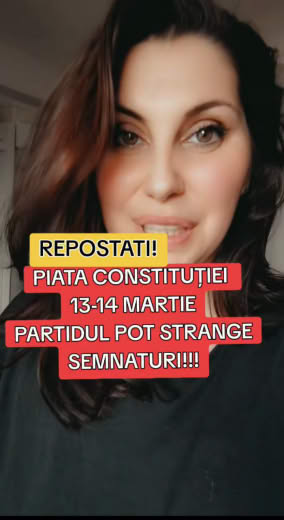 REPOSTATI!
PIATA CONSTITUȚIEI
13-14 MARTIE
PARTIDUL POT STRANGE
SEMNATURI!!!